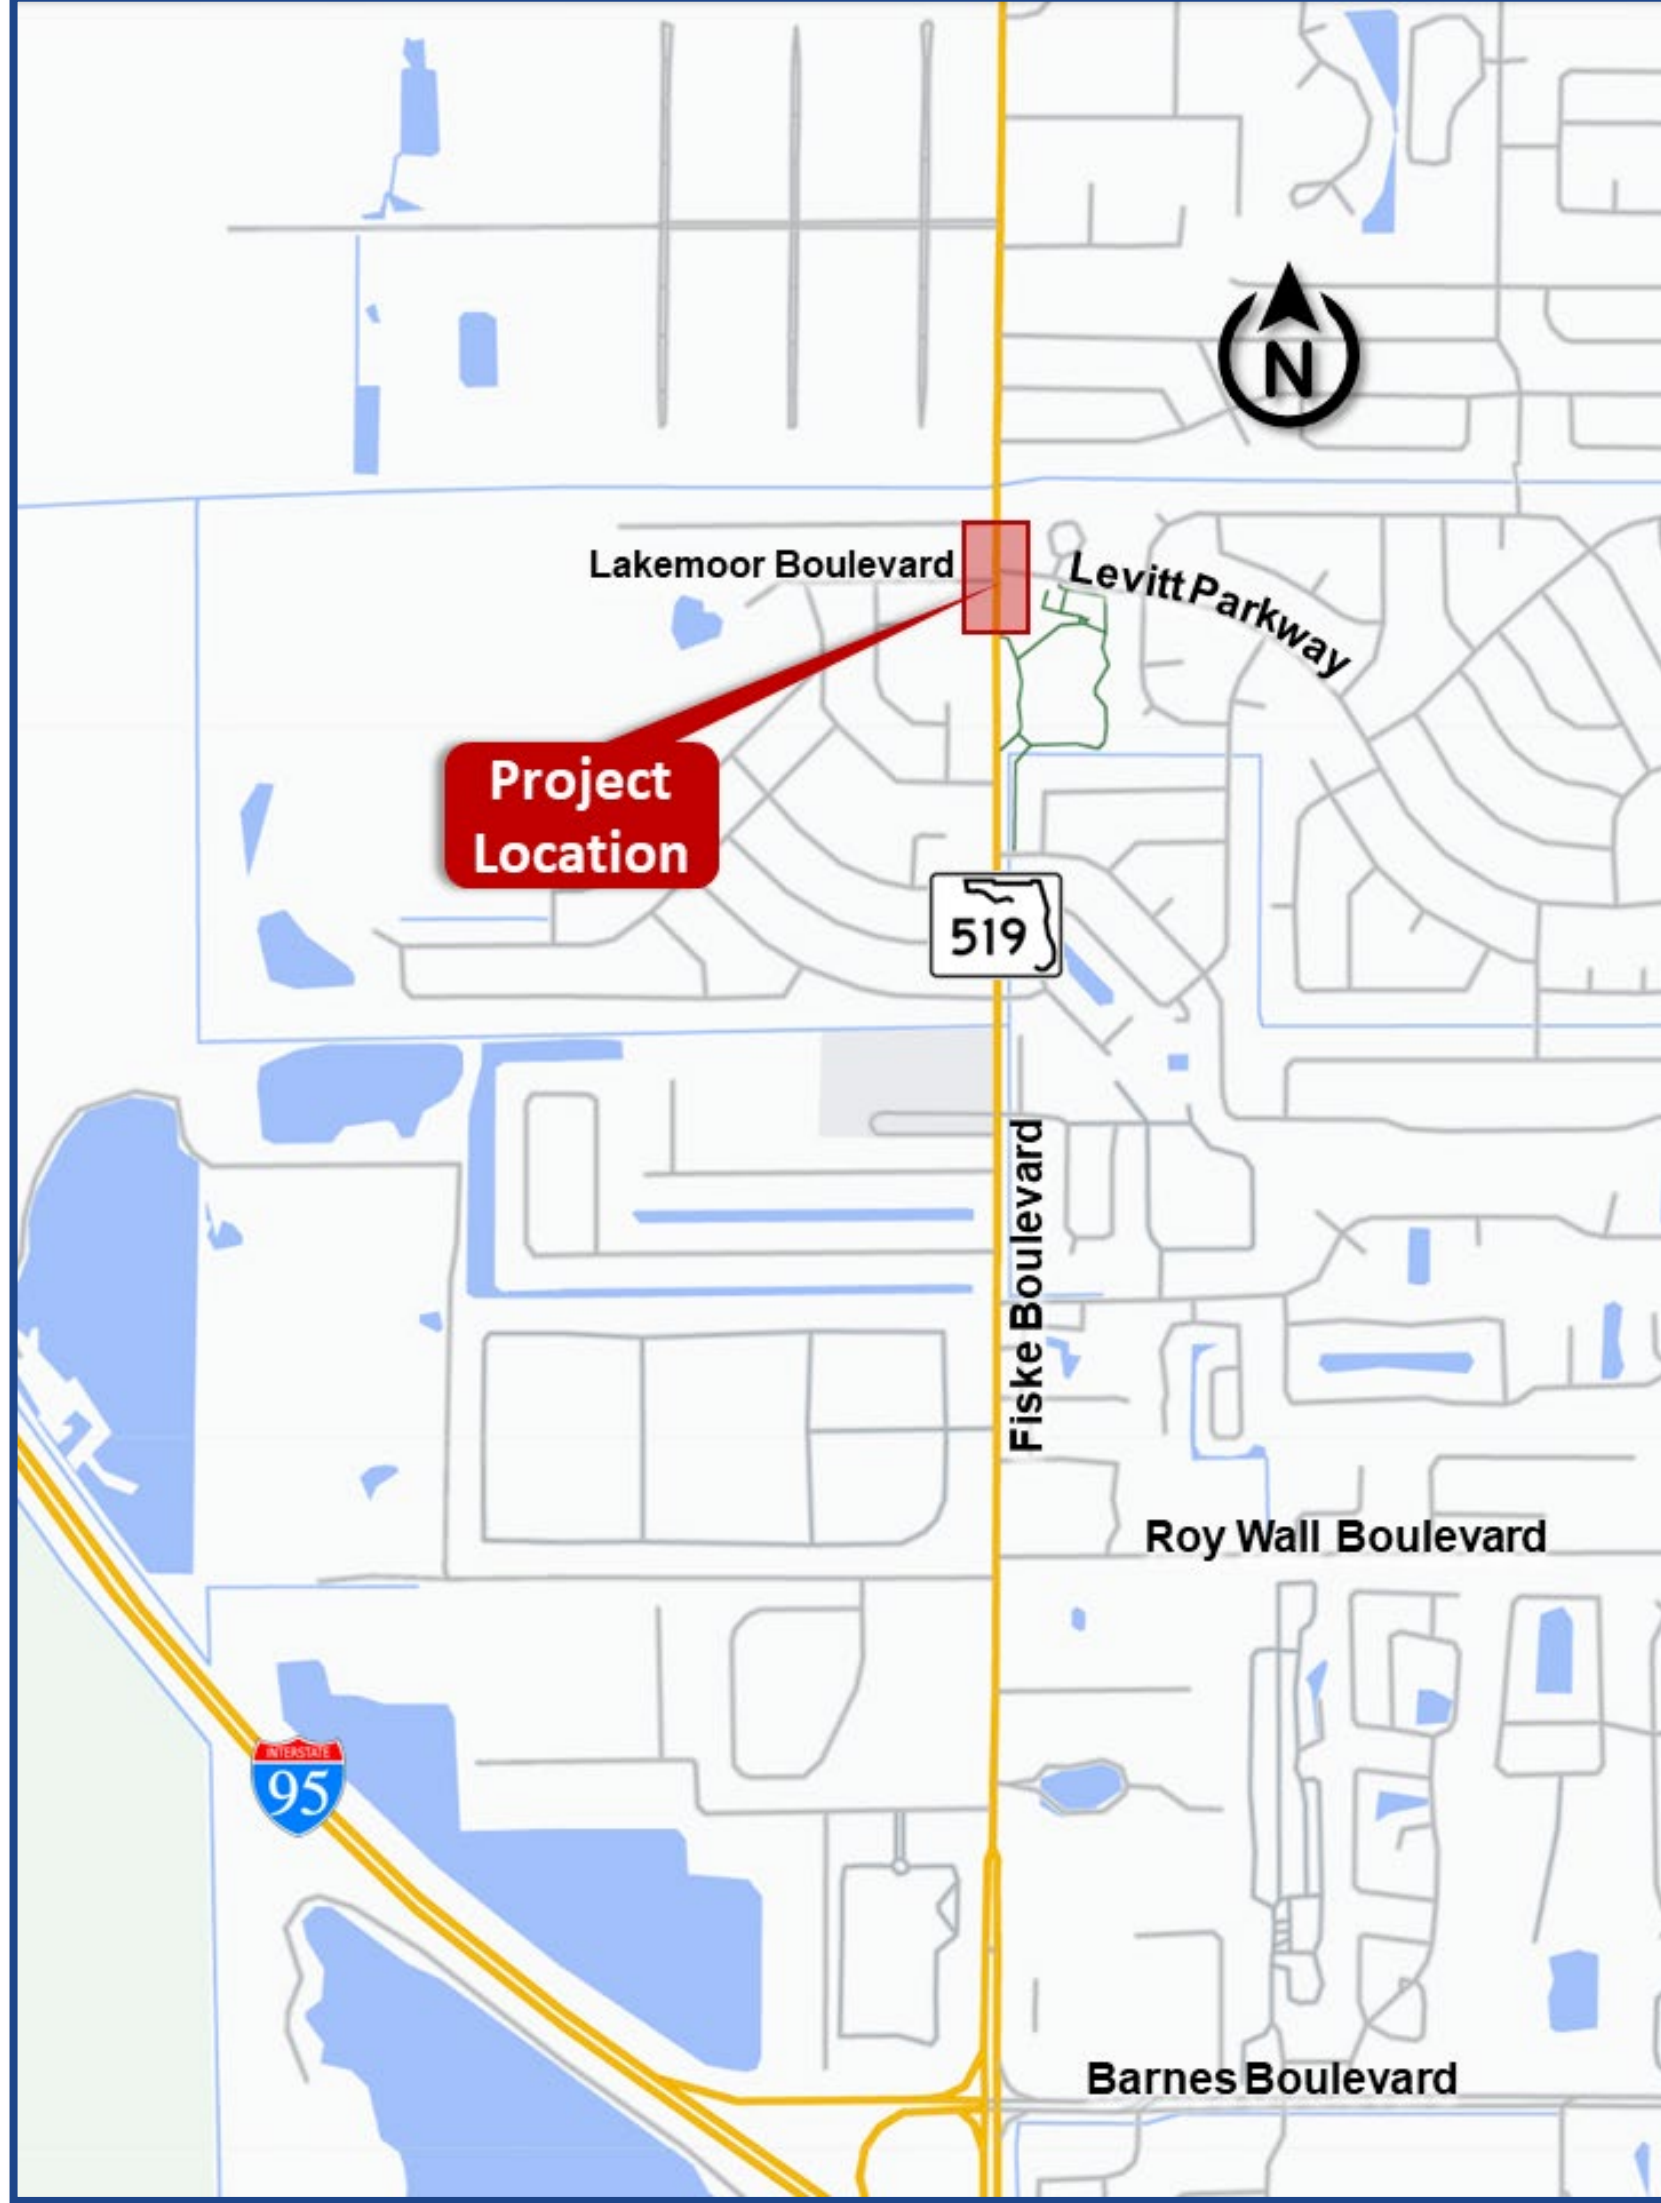 N
Lakemoor Boulevard
Levitt Parkway
Project
Location
519
Fiske Boulevard
Roy Wall Boulevard
INTERSTATE
95
Barnes Boulevard